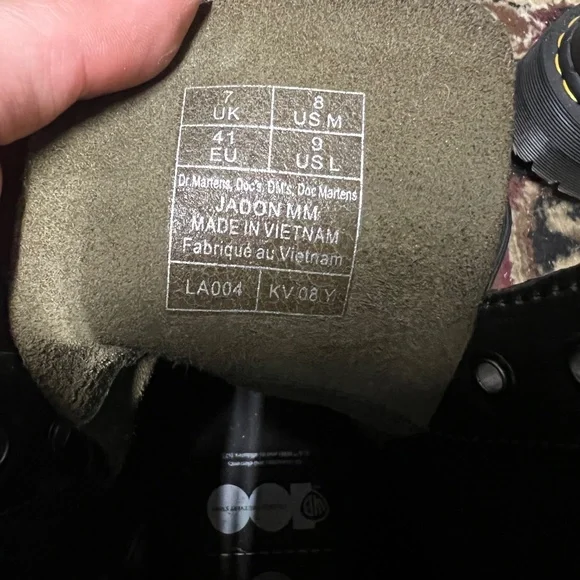 7
UK
8
US M
41
EU
9
US L
Dr.Martens, Doc's, DM's, Doc Martens
JADON MM
MADE IN VIETNAM
Fabriqué au Vietnam
LA004
KV 08 Y